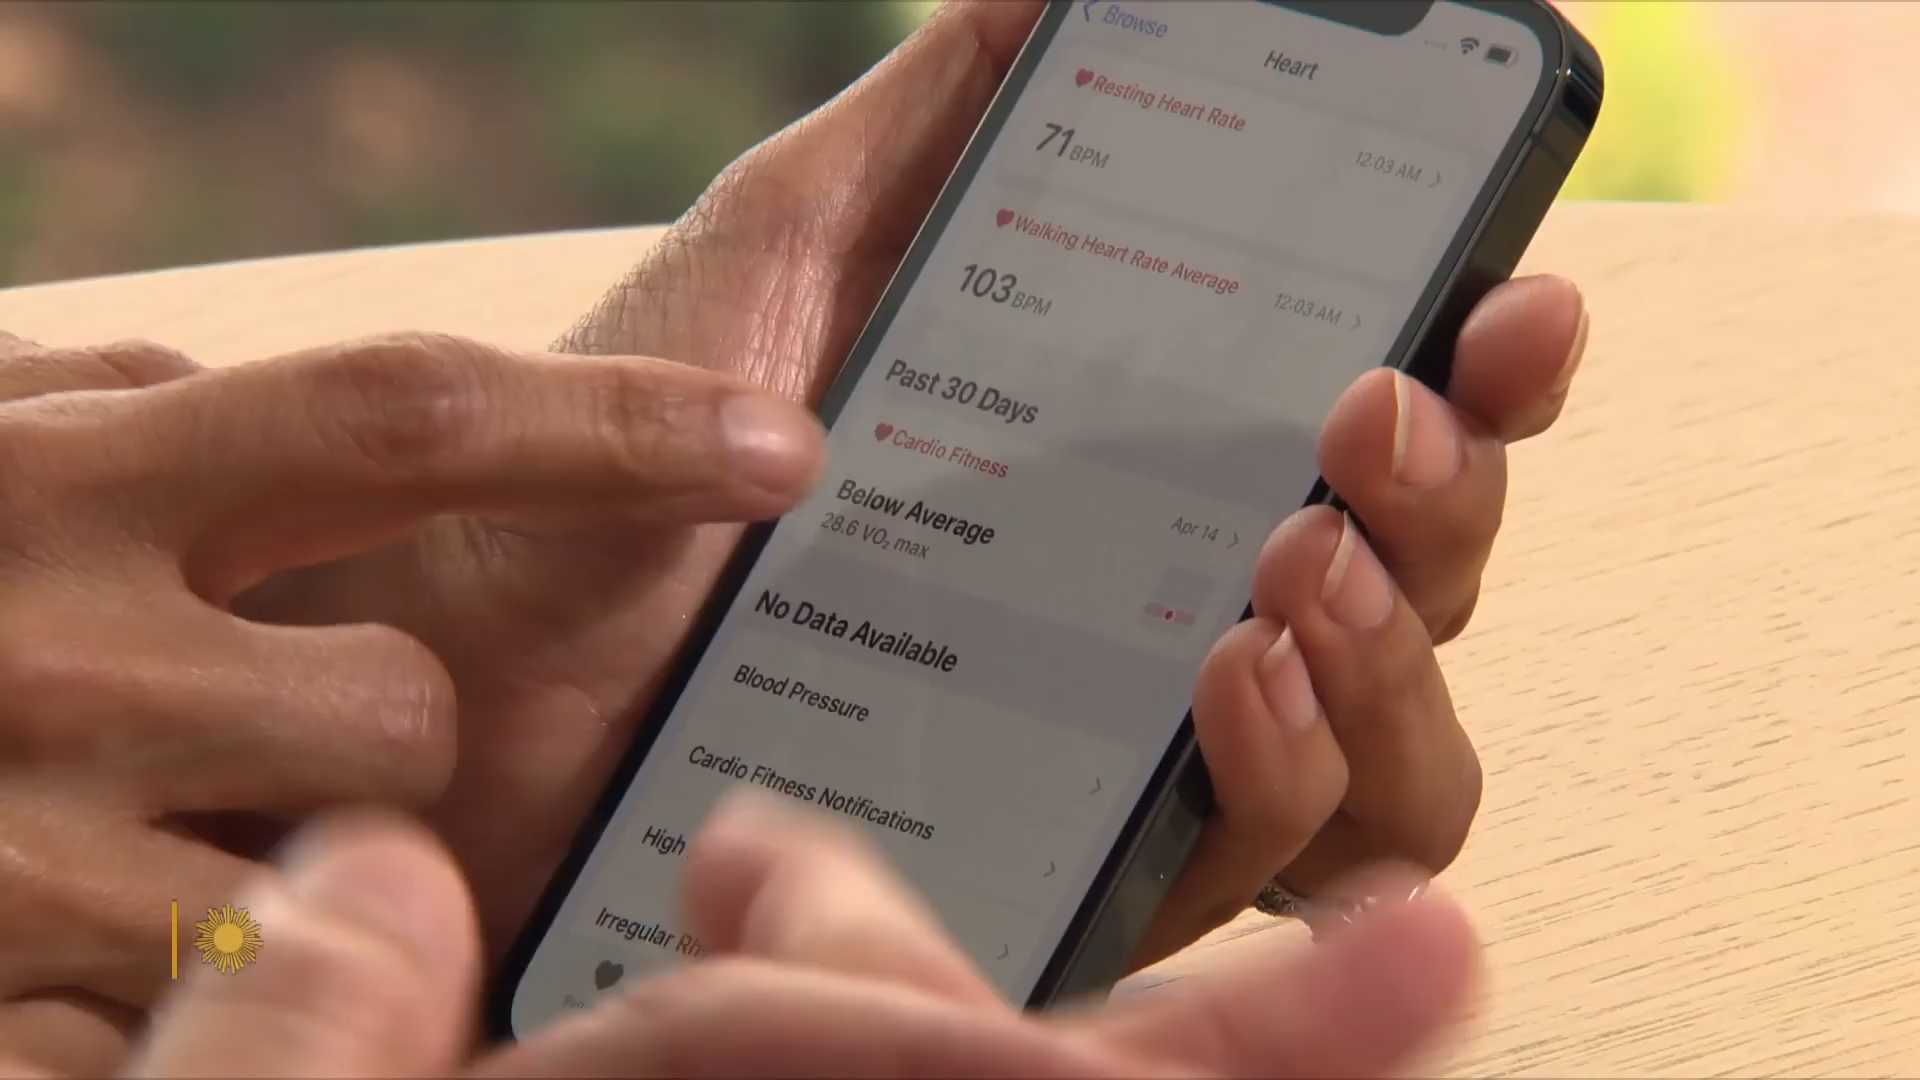 Browse
Heart
Resting Heart Rate
12:03 AM
71 BPM
Walking Heart Rate Average
12:03 AM
103 BPM
Past 30 Days
Cardio Fitness
Apr 14
Below Average
28.6 VO₂ max
No Data Available
Blood Pressure
Cardio Fitness Notifications
High
Irregular